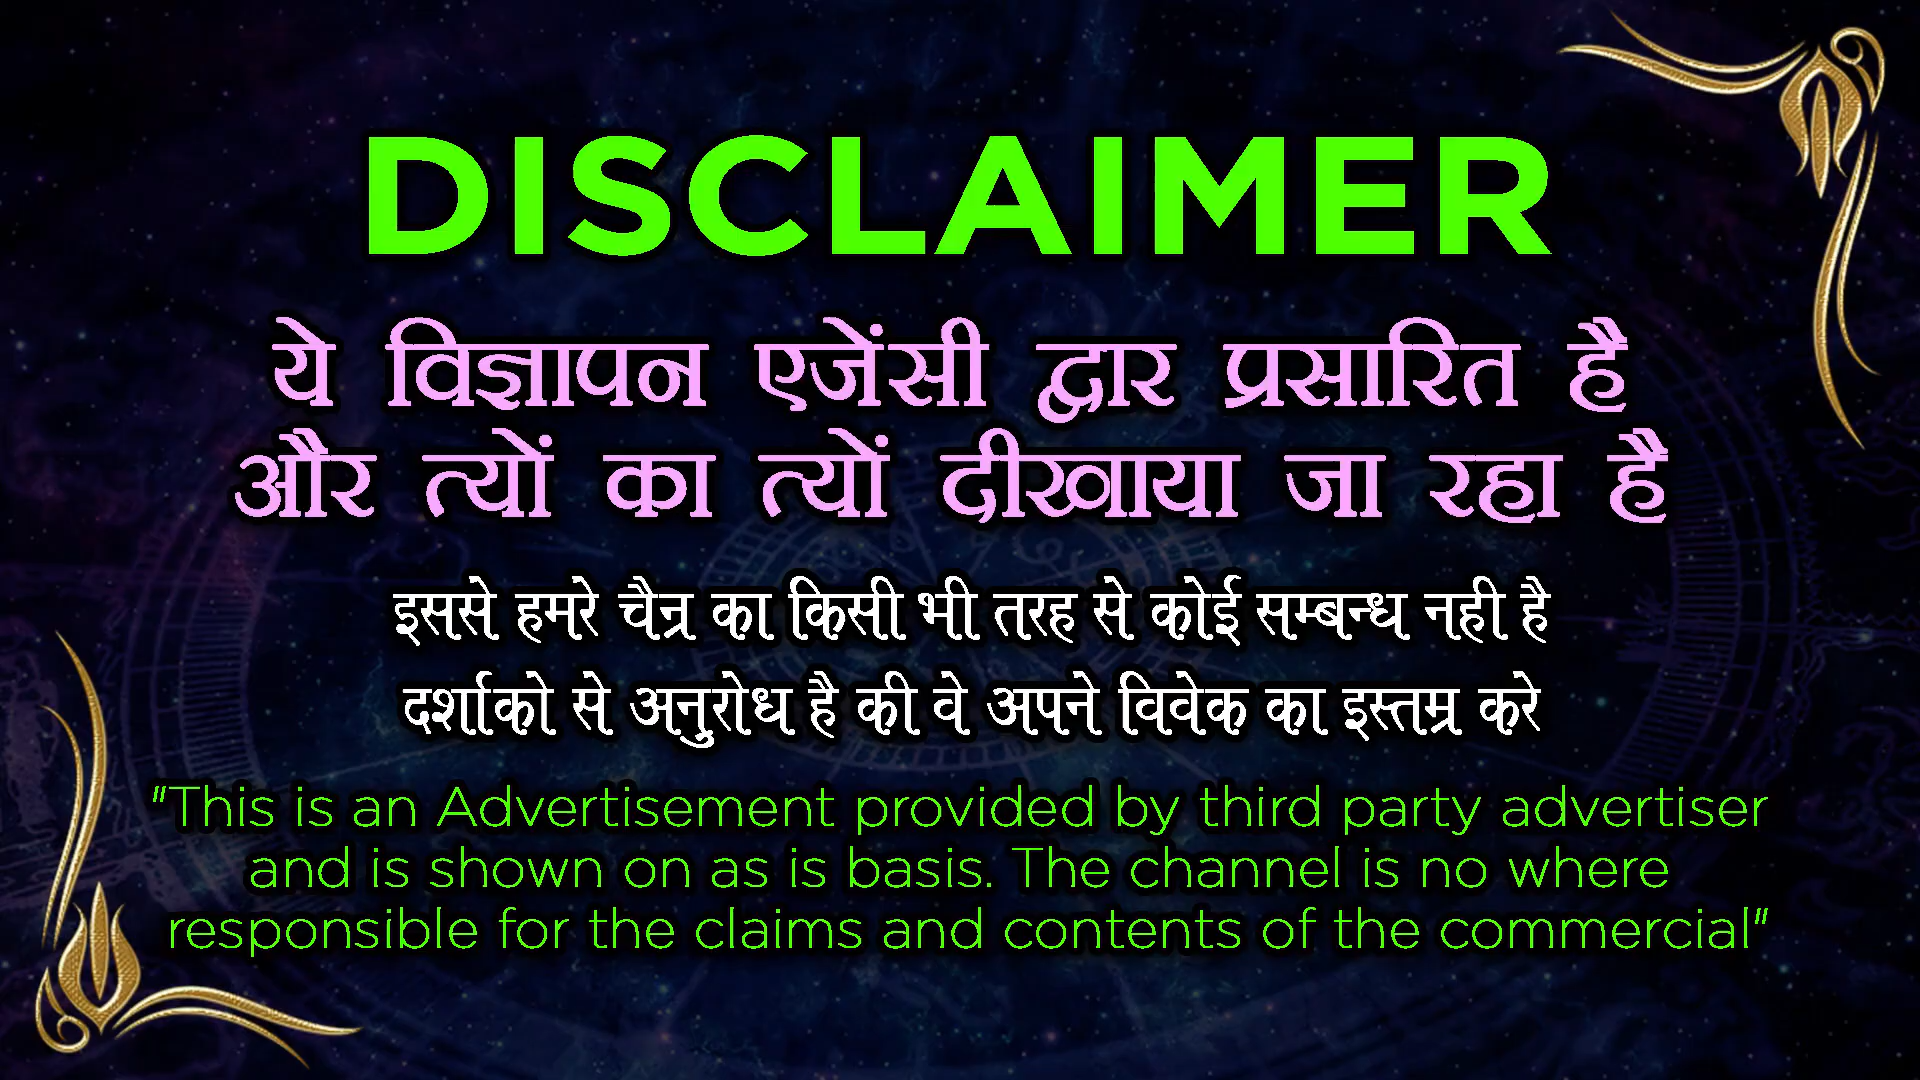 DISCLAIMER
ये विज्ञापन एजेंसी द्वार प्रसारित है
और त्यों का त्यों दीखाया जा रहा है
इससे हमरे चैन्र का किसी भी तरह से कोई सम्बन्ध नही है
दर्शाको से अनुरोध है की वे अपने विवेक का इस्तम्र करे
"This is an Advertisement provided by third party advertiser
and is shown on as is basis. The channel is no where
responsible for the claims and contents of the commercial"